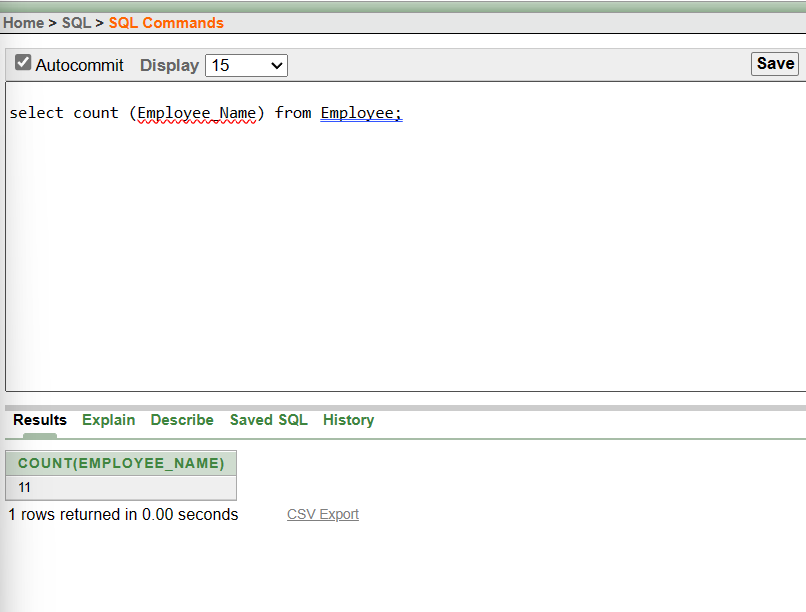 Home > SQL > SQL Commands
Autocommit Display 15 Save
select count (Employee_Name) from Employee;
Results Explain Describe Saved SQL History
COUNT(EMPLOYEE_NAME)
11
1 rows returned in 0.00 seconds CSV Export